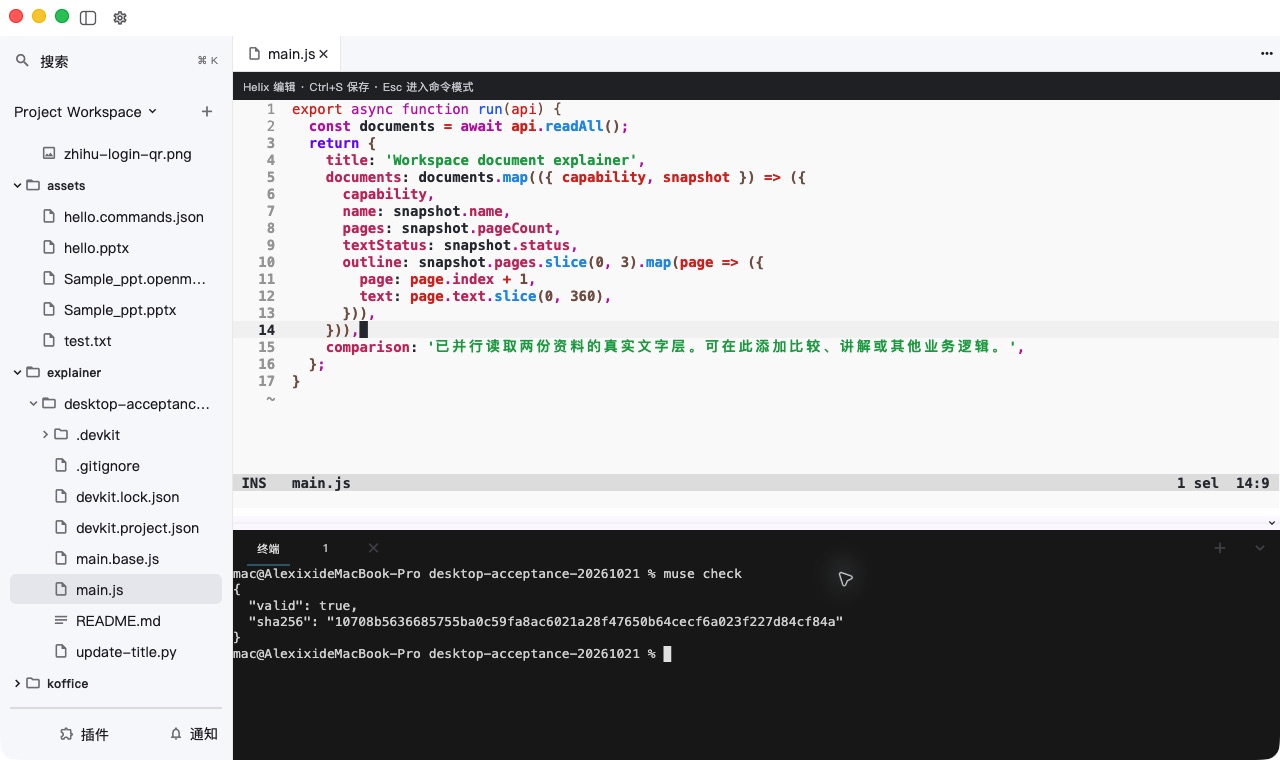 搜索 ⌘ K
Project Workspace
zhihu-login-qr.png
assets
hello.commands.json
hello.pptx
Sample_ppt.openm...
Sample_ppt.pptx
test.txt
explainer
desktop-acceptanc...
.devkit
.gitignore
devkit.lock.json
devkit.project.json
main.base.js
main.js
README.md
update-title.py
koffice
插件 通知
main.js
Helix 编辑 · Ctrl+S 保存 · Esc 进入命令模式
1 export async function run(api) {
2   const documents = await api.readAll();
3   return {
4     title: 'Workspace document explainer',
5     documents: documents.map(({ capability, snapshot }) => ({
6       capability,
7       name: snapshot.name,
8       pages: snapshot.pageCount,
9       textStatus: snapshot.status,
10       outline: snapshot.pages.slice(0, 3).map(page => ({
11         page: page.index + 1,
12         text: page.text.slice(0, 360),
13       })),
14     })),
15     comparison: '已并行读取两份资料的真实文字层。可在此添加比较、讲解或其他业务逻辑。',
16   };
17 }
~
INS main.js 1 sel 14:9
终端 1
mac@AlexixideMacBook-Pro desktop-acceptance-20261021 % muse check
{
  "valid": true,
  "sha256": "10708b5636685755ba0c59fa8ac6021a28f47650b64cecf6a023f227d84cf84a"
}
mac@AlexixideMacBook-Pro desktop-acceptance-20261021 %